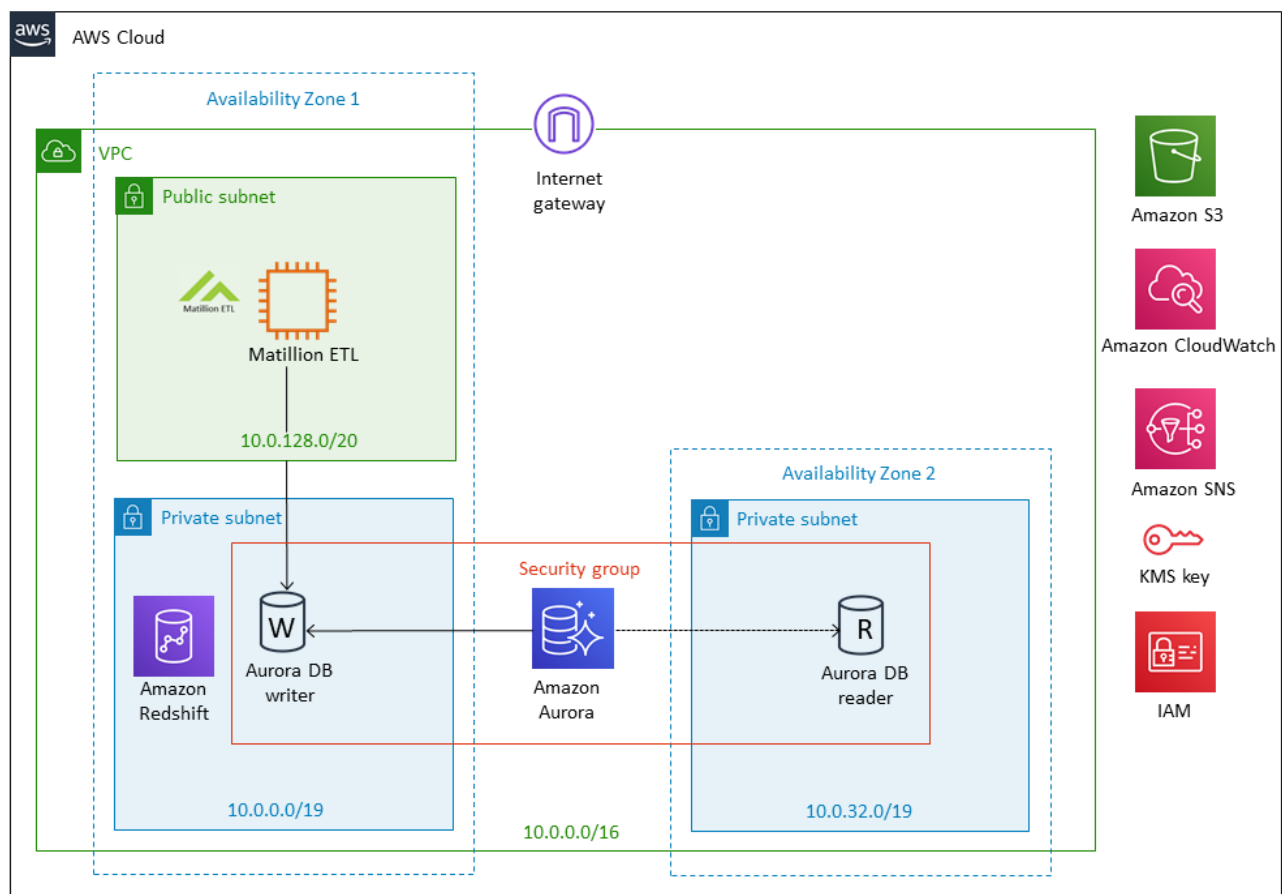 aws
AWS Cloud
Availability Zone 1
VPC
Public subnet
Matillion ETL
Matillion ETL
10.0.128.0/20
Internet
gateway
Private subnet
Amazon
Redshift
W
Aurora DB
writer
10.0.0.0/19
Security group
Amazon
Aurora
10.0.0.0/16
Availability Zone 2
Private subnet
R
Aurora DB
reader
10.0.32.0/19
Amazon S3
Amazon CloudWatch
Amazon SNS
KMS key
IAM